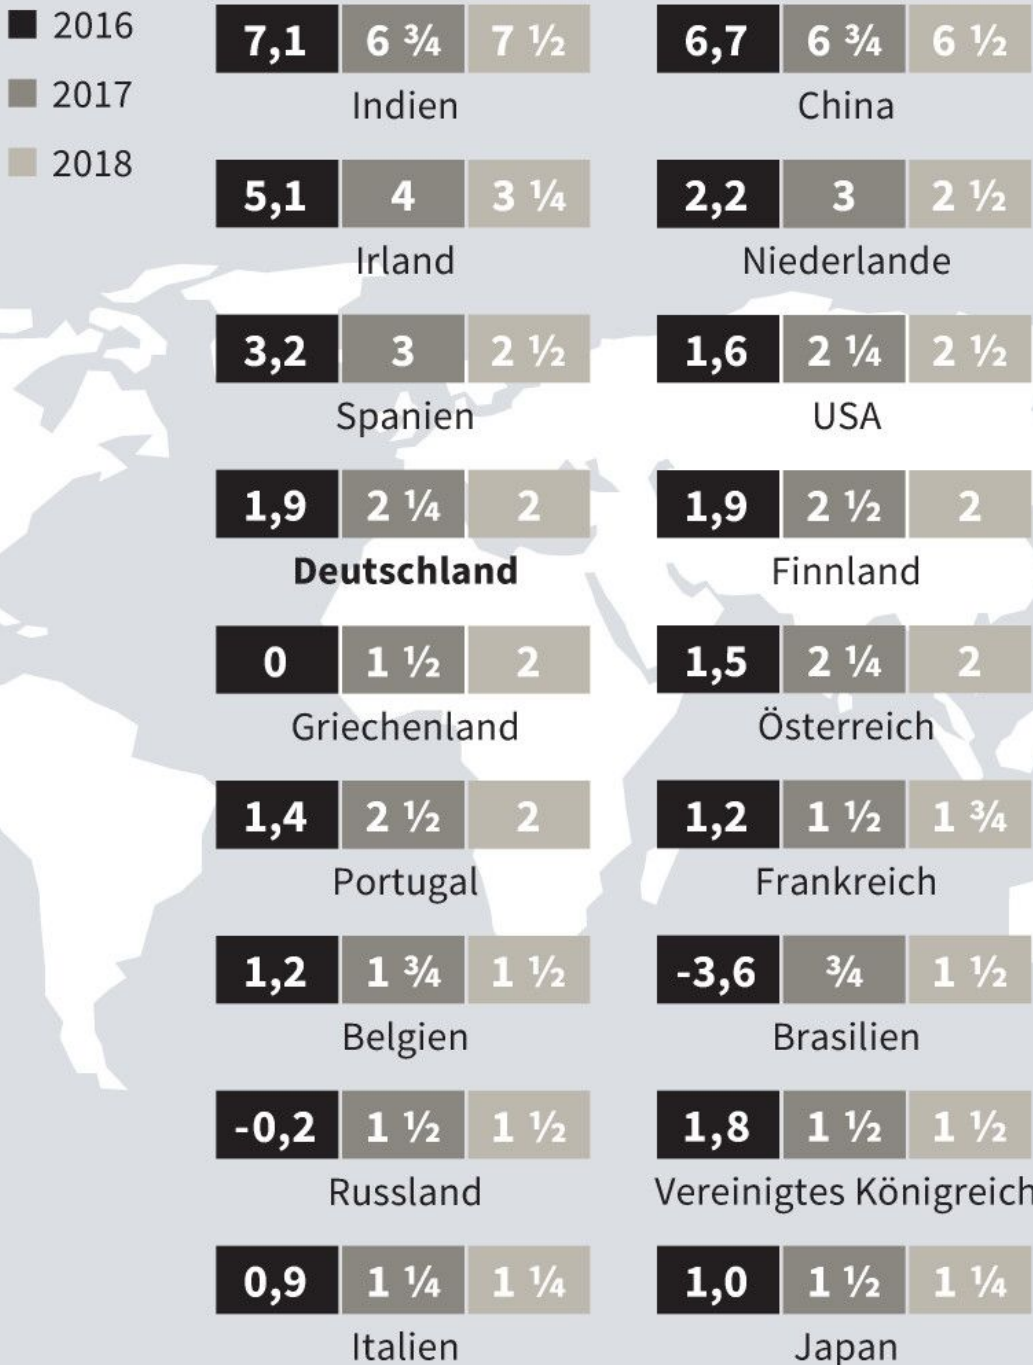 2016
2017
2018
7,1 6 ¾ 7 ½
Indien
6,7 6 ¾ 6 ½
China
5,1 4 3 ¼
Irland
2,2 3 2 ½
Niederlande
3,2 3 2 ½
Spanien
1,6 2 ¼ 2 ½
USA
1,9 2 ¼ 2
Deutschland
1,9 2 ½ 2
Finnland
0 1 ½ 2
Griechenland
1,5 2 ¼ 2
Österreich
1,4 2 ½ 2
Portugal
1,2 1 ½ 1 ¾
Frankreich
1,2 1 ¾ 1 ½
Belgien
-3,6 ¾ 1 ½
Brasilien
-0,2 1 ½ 1 ½
Russland
1,8 1 ½ 1 ½
Vereinigtes Königreich
0,9 1 ¼ 1 ¼
Italien
1,0 1 ½ 1 ¼
Japan